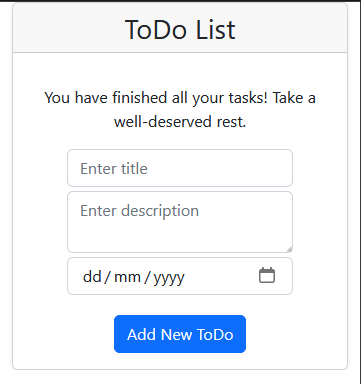 ToDo List
You have finished all your tasks! Take a
well-deserved rest.
Enter title
Enter description
dd/mm/yyyy
Add New ToDo